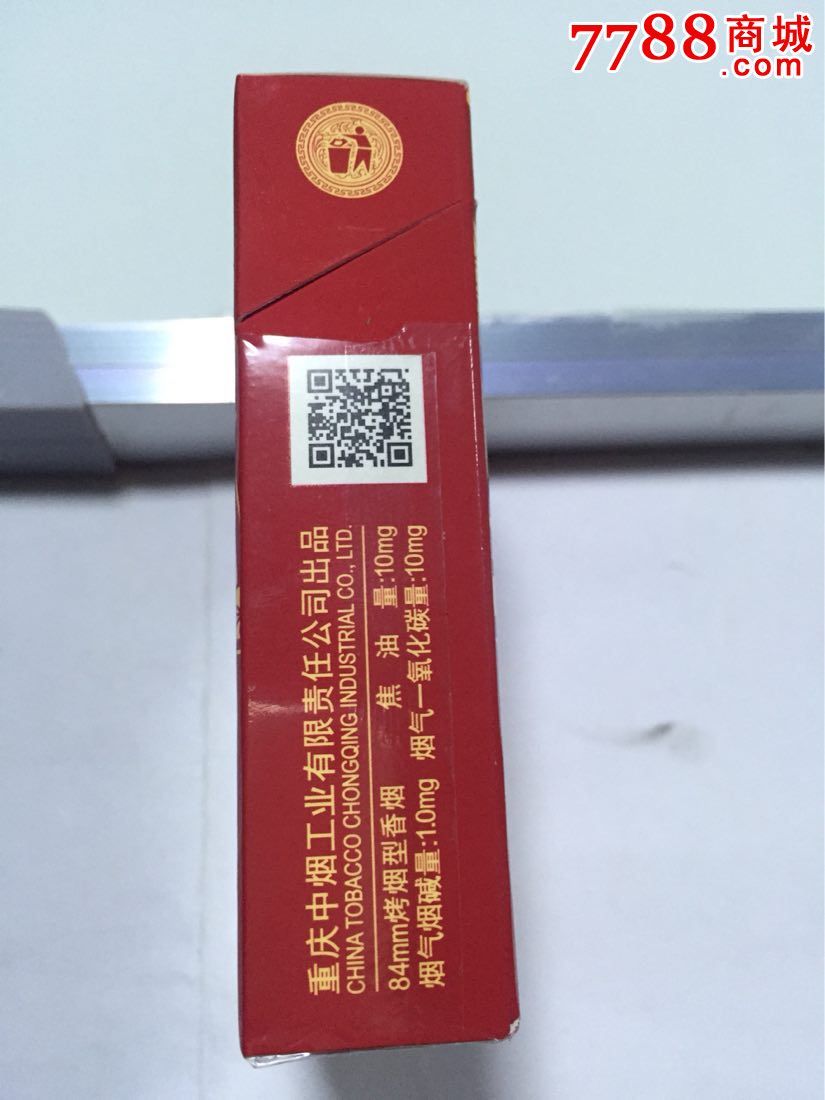 7788商城
.com
重庆中烟工业有限责任公司出品
CHINA TOBACCO CHONGQING INDUSTRIAL CO., LTD.
84mm烤烟型香烟 焦油量:10mg
烟气烟碱量:1.0mg 烟气一氧化碳量:10mg